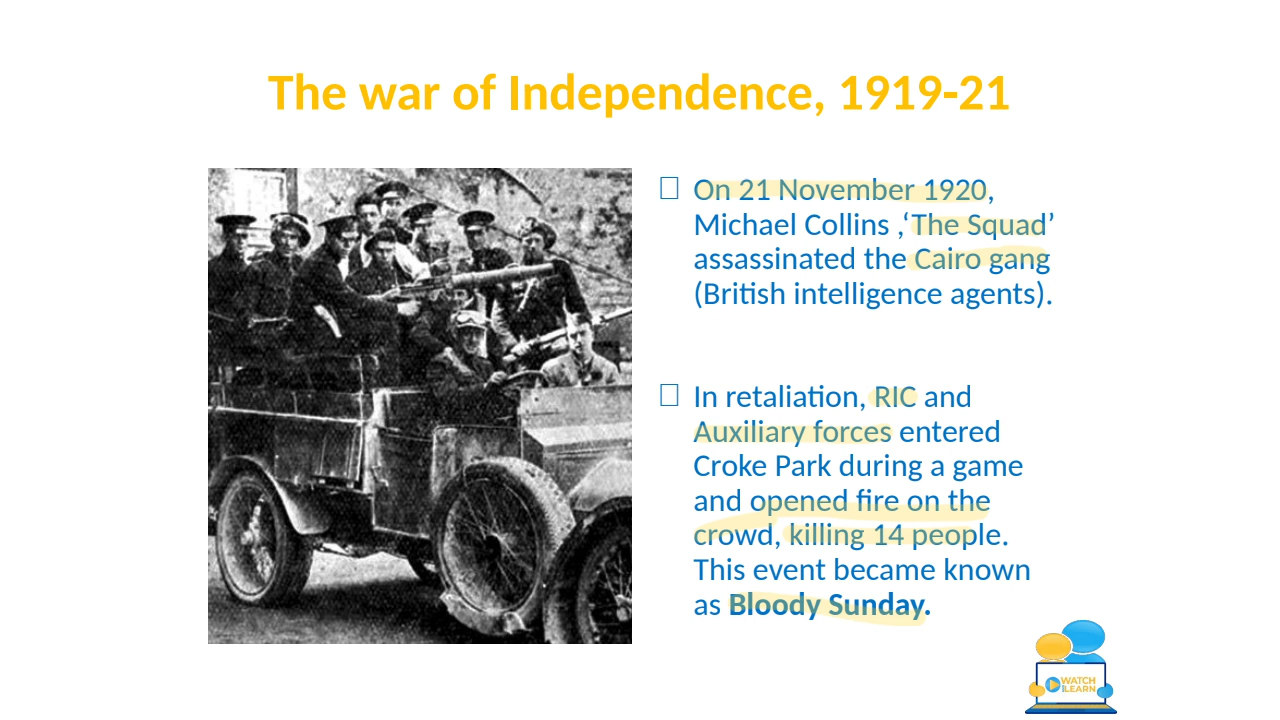 The war of Independence, 1919-21
On 21 November 1920,
Michael Collins ,‘The Squad’
assassinated the Cairo gang
(British intelligence agents).
In retaliation, RIC and
Auxiliary forces entered
Croke Park during a game
and opened fire on the
crowd, killing 14 people.
This event became known
as Bloody Sunday.
WATCH
LEARN